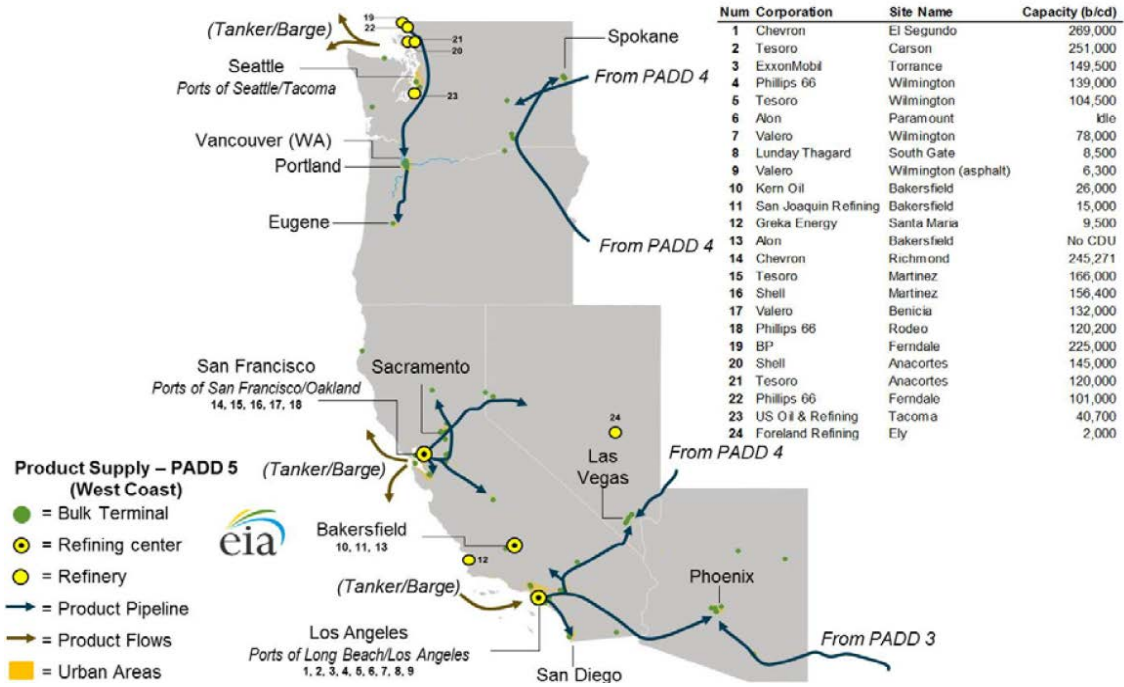 19
22
(Tanker/Barge)
21
20
Seattle
Ports of Seattle/Tacoma
23
Spokane
From PADD 4
Vancouver (WA)
Portland
Eugene
From PADD 4
San Francisco
Ports of San Francisco/Oakland
14, 15, 16, 17, 18
Sacramento
24
Las
Vegas
From PADD 4
(Tanker/Barge)
Bakersfield
10, 11, 13
12
(Tanker/Barge)
Phoenix
Los Angeles
Ports of Long Beach/Los Angeles
1, 2, 3, 4, 5, 6, 7, 8, 9
San Diego
From PADD 3
Product Supply – PADD 5
(West Coast)
= Bulk Terminal
= Refining center
= Refinery
= Product Pipeline
= Product Flows
= Urban Areas
eia
Num Corporation Site Name Capacity (b/cd)
1 Chevron El Segundo 269,000
2 Tesoro Carson 251,000
3 ExxonMobil Torrance 149,500
4 Phillips 66 Wilmington 139,000
5 Tesoro Wilmington 104,500
6 Alon Paramount Idle
7 Valero Wilmington 78,000
8 Lunday Thagard South Gate 8,500
9 Valero Wilmington (asphalt) 6,300
10 Kern Oil Bakersfield 26,000
11 San Joaquin Refining Bakersfield 15,000
12 Greka Energy Santa Maria 9,500
13 Alon Bakersfield No CDU
14 Chevron Richmond 245,271
15 Tesoro Martinez 166,000
16 Shell Martinez 156,400
17 Valero Benicia 132,000
18 Phillips 66 Rodeo 120,200
19 BP Ferndale 225,000
20 Shell Anacortes 145,000
21 Tesoro Anacortes 120,000
22 Phillips 66 Ferndale 101,000
23 US Oil & Refining Tacoma 40,700
24 Foreland Refining Ely 2,000